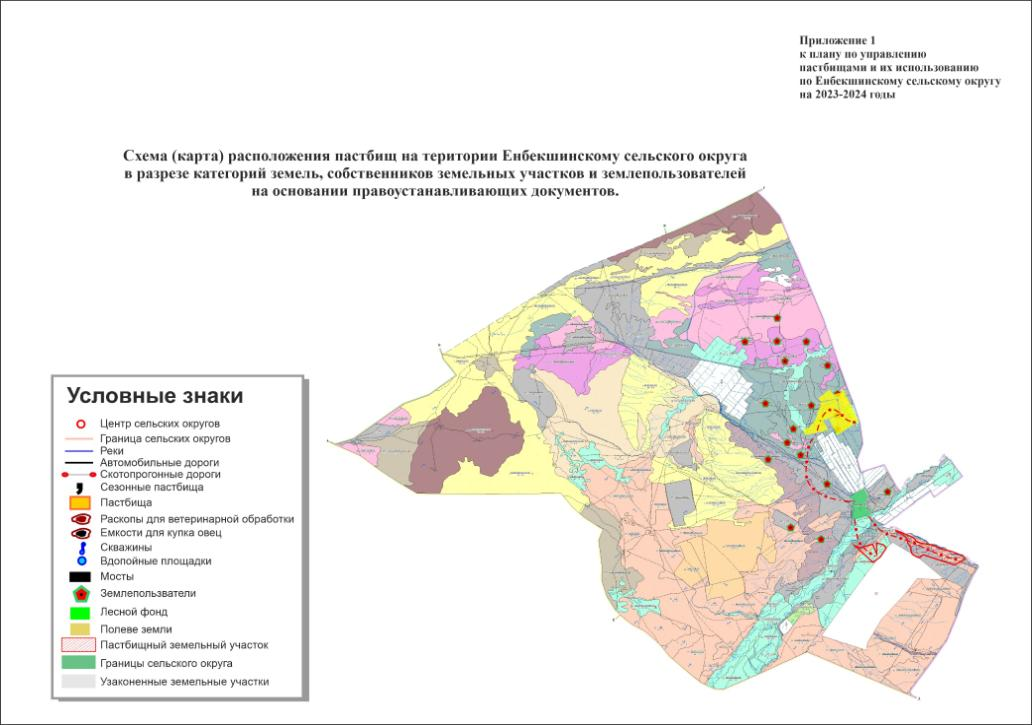 Приложение 1
к плану по управлению
пастбищами и их использованию
по Енбекшинскому сельскому округу
на 2023-2024 годы
Схема (карта) расположения пастбищ на територии Енбекшинскому сельского округа
в разрезе категорий земель, собственников земельных участков и землепользователей
на основании правоустанавливающих документов.
Условные знаки
Центр сельских округов
Граница сельских округов
Реки
Автомобильные дороги
Скотопрогонные дороги
Сезонные пастбища
Пастбища
Раскопы для ветеринарной обработки
Емкости для купка овец
Скважины
Вдопойные площадки
Мосты
Землепользватели
Лесной фонд
Полеве земли
Пастбищный земельный участок
Границы сельского округа
Узаконенные земельные участки